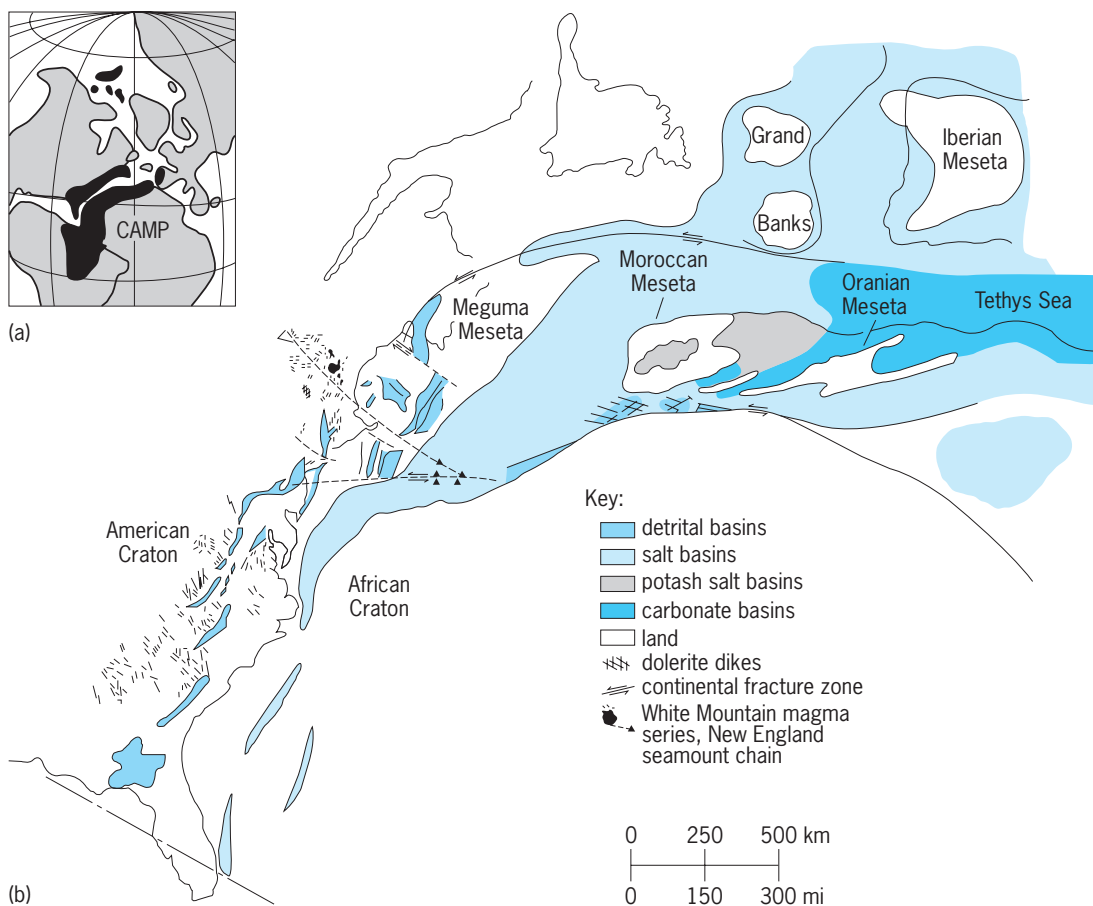 CAMP
(a)
Grand
Banks
Iberian
Meseta
Moroccan
Meseta
Oranian
Meseta
Tethys Sea
Meguma
Meseta
American
Craton
African
Craton
Key:
detrital basins
salt basins
potash salt basins
carbonate basins
land
dolerite dikes
continental fracture zone
White Mountain magma
series, New England
seamount chain
0 250 500 km
0 150 300 mi
(b)